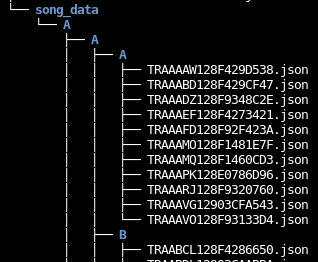 song_data
A
A
A
TRAAAAW128F429D538.json
TRAAABD128F429CF47.json
TRAAADZ128F9348C2E.json
TRAAAEF128F4273421.json
TRAAAFD128F92F423A.json
TRAAAMO128F1481E7F.json
TRAAAMQ128F1460CD3.json
TRAAAPK128E0786D96.json
TRAAARJ128F9320760.json
TRAAAVG12903CFA543.json
TRAAAVO128F93133D4.json
B
TRAABCL128F4286650.json